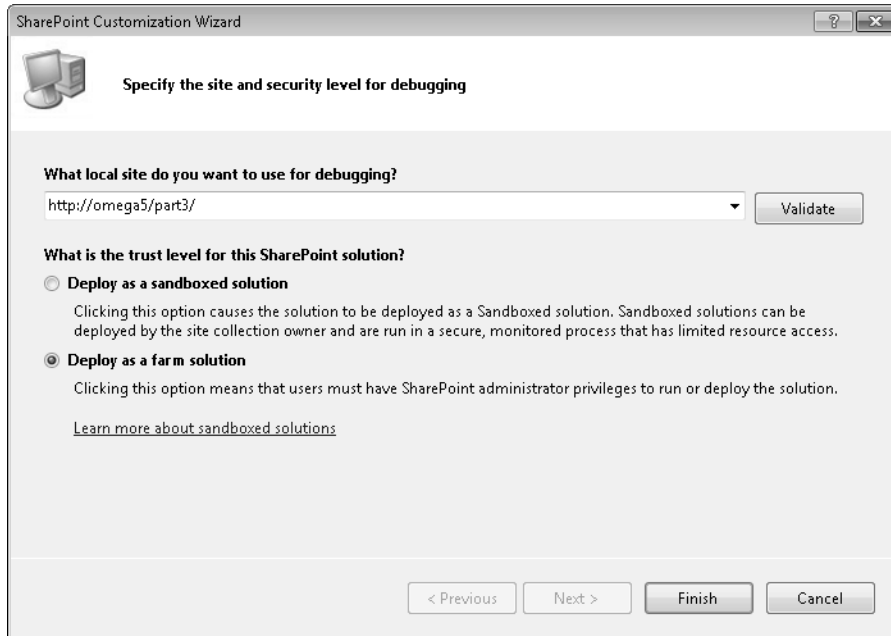 SharePoint Customization Wizard
?
Specify the site and security level for debugging
What local site do you want to use for debugging?
http://omega5/part3/
Validate
What is the trust level for this SharePoint solution?
Deploy as a sandboxed solution
Clicking this option causes the solution to be deployed as a Sandboxed solution. Sandboxed solutions can be
deployed by the site collection owner and are run in a secure, monitored process that has limited resource access.
Deploy as a farm solution
Clicking this option means that users must have SharePoint administrator privileges to run or deploy the solution.
Learn more about sandboxed solutions
< Previous Next > Finish Cancel